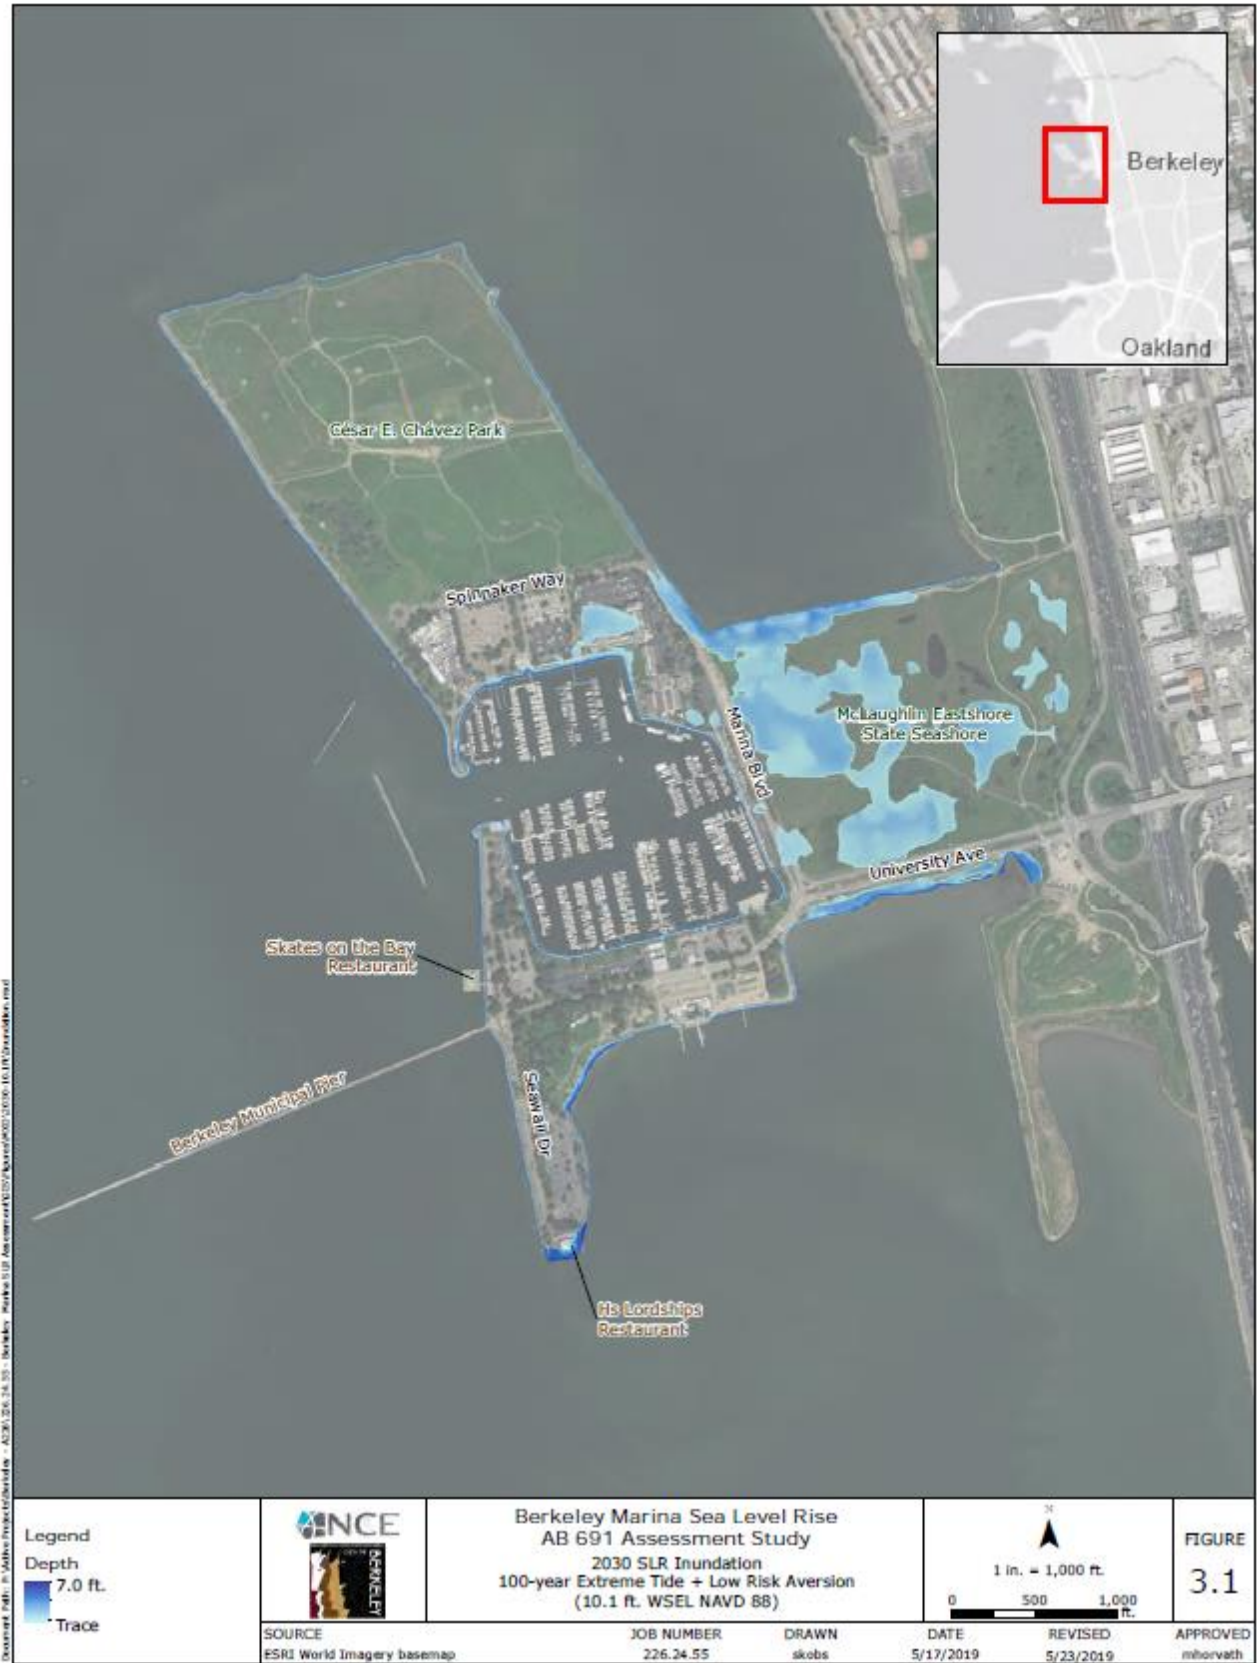 Berkeley
Oakland
César E. Chávez Park
Spinnaker Way
McLaughlin Eastshore
State Seashore
Marina Blvd
University Ave
Skates on the Bay
Restaurant
Berkeley Municipal Pier
Seawall Dr
Hs Lordships
Restaurant
Legend
Depth
7.0 ft.
Trace
NCE
BERKELEY
Berkeley Marina Sea Level Rise
AB 691 Assessment Study
2030 SLR Inundation
100-year Extreme Tide + Low Risk Aversion
(10.1 ft. WSEL NAVD 88)
N
1 in. = 1,000 ft.
0 500 1,000
ft.
FIGURE
3.1
SOURCE
ESRI World Imagery basemap
JOB NUMBER
226.24.55
DRAWN
skobs
DATE
5/17/2019
REVISED
5/23/2019
APPROVED
mhorvath